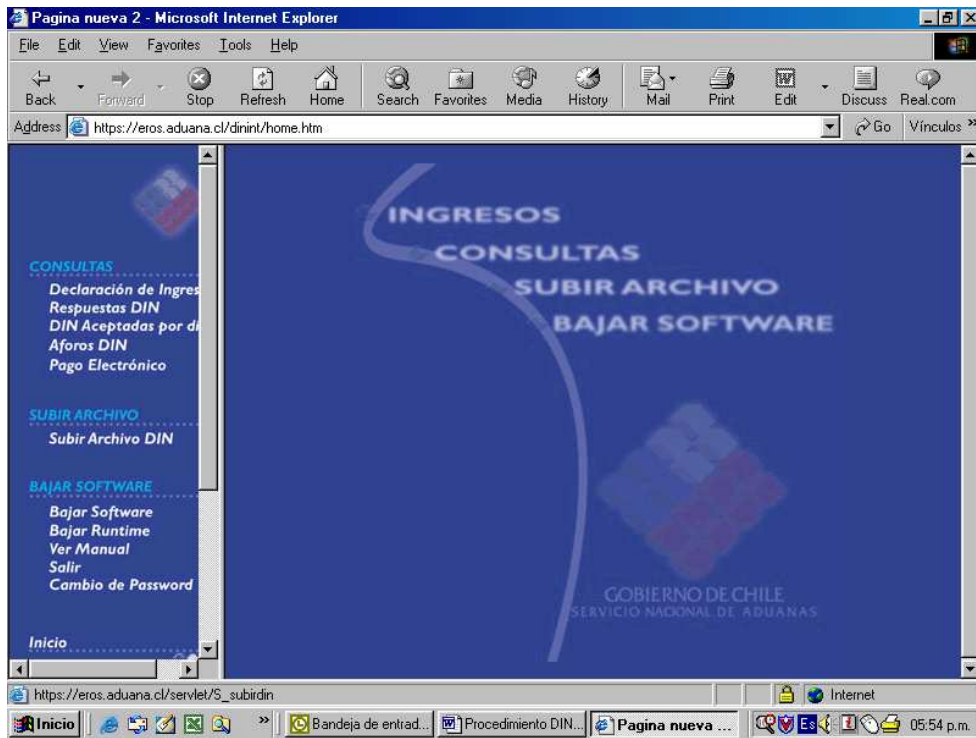 Pagina nueva 2 - Microsoft Internet Explorer
File Edit View Favorites Tools Help
Back Forward Stop Refresh Home Search Favorites Media History Mail Print Edit Discuss Real.com
Address https://eros.aduana.cl/dinint/home.htm Go Vínculos »
CONSULTAS
Declaración de Ingres
Respuestas DIN
DIN Aceptadas por di
Aforos DIN
Pago Electrónico
SUBIR ARCHIVO
Subir Archivo DIN
BAJAR SOFTWARE
Bajar Software
Bajar Runtime
Ver Manual
Salir
Cambio de Password
Inicio
INGRESOS
CONSULTAS
SUBIR ARCHIVO
BAJAR SOFTWARE
GOBIERNO DE CHILE
SERVICIO NACIONAL DE ADUANAS
https://eros.aduana.cl/servlet/S_subirdin Internet
Inicio » Bandeja de entrad... Procedimiento DIN... Pagina nueva ... Es 05:54 p.m.